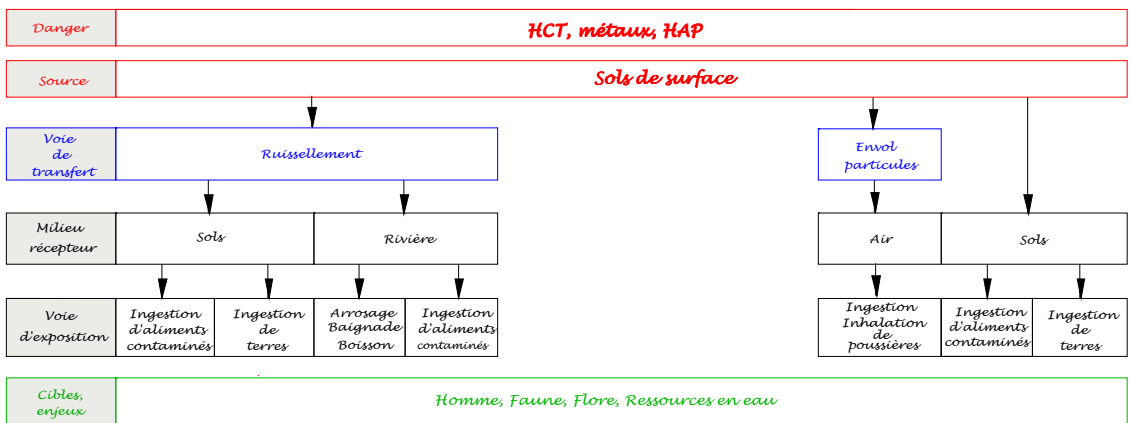 Danger
HCT, métaux, HAP
Source
Sols de surface
Voie
de
transfert
Ruissellement
Envol
particules
Milieu
récepteur
Sols
Rivière
Air
Sols
Voie
d'exposition
Ingestion
d'aliments
contaminés
Ingestion
de
terres
Arrosage
Baignade
Boisson
Ingestion
d'aliments
contaminés
Ingestion
Inhalation
de
poussières
Ingestion
d'aliments
contaminés
Ingestion
de
terres
Cibles,
enjeux
Homme, Faune, Flore, Ressources en eau